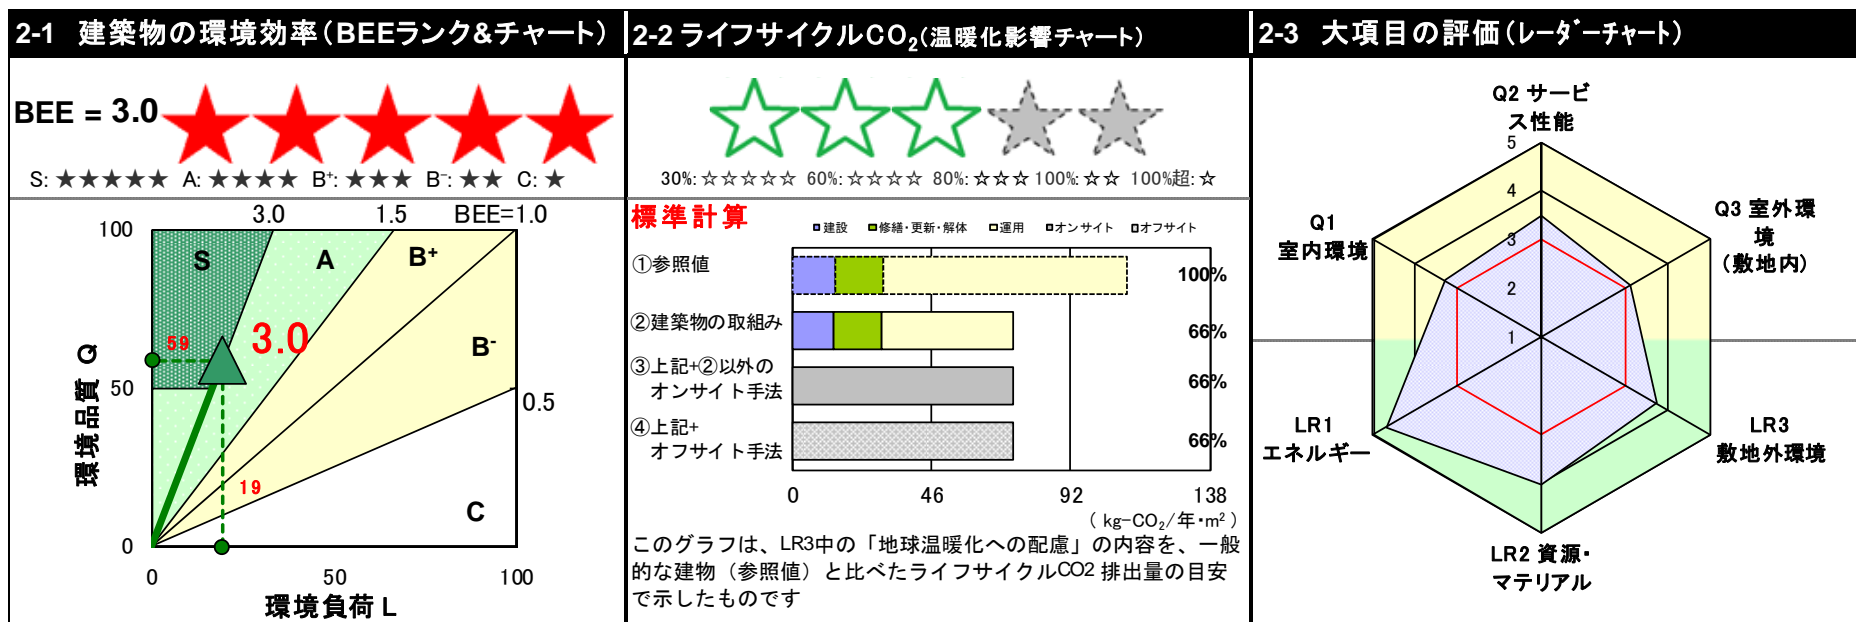 2-1 建築物の環境効率(BEEランク&チャート)
BEE = 3.0
S: ★★★★★ A: ★★★★ B⁺: ★★★ B⁻: ★★ C: ★
3.0 1.5 BEE=1.0
100
S A B⁺
59 3.0
B⁻
環境品質 Q
50
0.5
19
C
0
0 50 100
環境負荷 L
2-2 ライフサイクルCO₂(温暖化影響チャート)
30%: ☆☆☆☆☆ 60%: ☆☆☆☆ 80%: ☆☆☆ 100%: ☆☆ 100%超: ☆
標準計算
建設 修繕・更新・解体 運用 オンサイト オフサイト
①参照値 100%
②建築物の取組み 66%
③上記+②以外の
オンサイト手法 66%
④上記+
オフサイト手法 66%
0 46 92 138
( kg-CO₂/年・m² )
このグラフは、LR3中の「地球温暖化への配慮」の内容を、一般
的な建物(参照値)と比べたライフサイクルCO2 排出量の目安
で示したものです
2-3 大項目の評価(レーダーチャート)
Q2 サービ
ス性能
5
4
3
2
1
Q1
室内環境
Q3 室外環
境
(敷地内)
LR1
エネルギー
LR3
敷地外環境
LR2 資源・
マテリアル